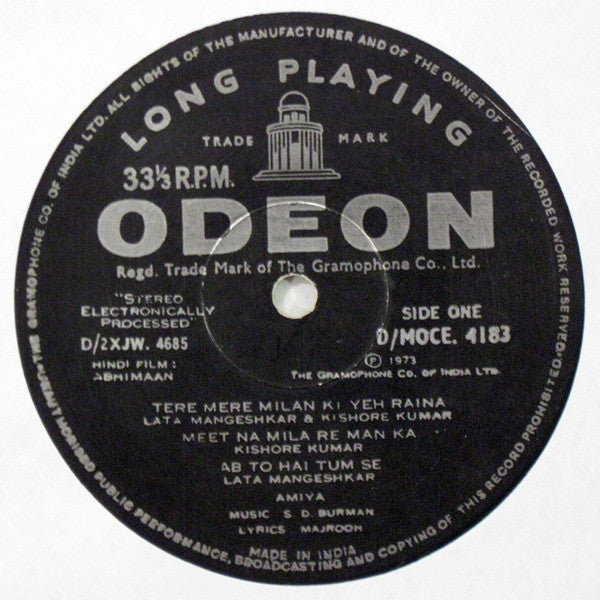 THE GRAMOPHONE CO. OF INDIA LTD. ALL RIGHTS OF THE MANUFACTURER AND OF THE OWNER OF THE RECORDED WORK RESERVED
LONG PLAYING
TRADE MARK
33⅓ R.P.M.
ODEON
Regd. Trade Mark of The Gramophone Co., Ltd.
"STEREO
ELECTRONICALLY
PROCESSED"
D/2XJW. 4685
HINDI FILM :
ABHIMAAN
SIDE ONE
D/MOCE. 4183
Ⓟ 1973
THE GRAMOPHONE CO. OF INDIA LTD.
TERE MERE MILAN KI YEH RAINA
LATA MANGESHKAR & KISHORE KUMAR
MEET NA MILA RE MAN KA
KISHORE KUMAR
AB TO HAI TUM SE
LATA MANGESHKAR
AMIYA
MUSIC S. D. BURMAN
LYRICS MAJROOH
MADE IN INDIA
UNAUTHORISED PUBLIC PERFORMANCE, BROADCASTING AND COPYING OF THIS RECORD PROHIBITED